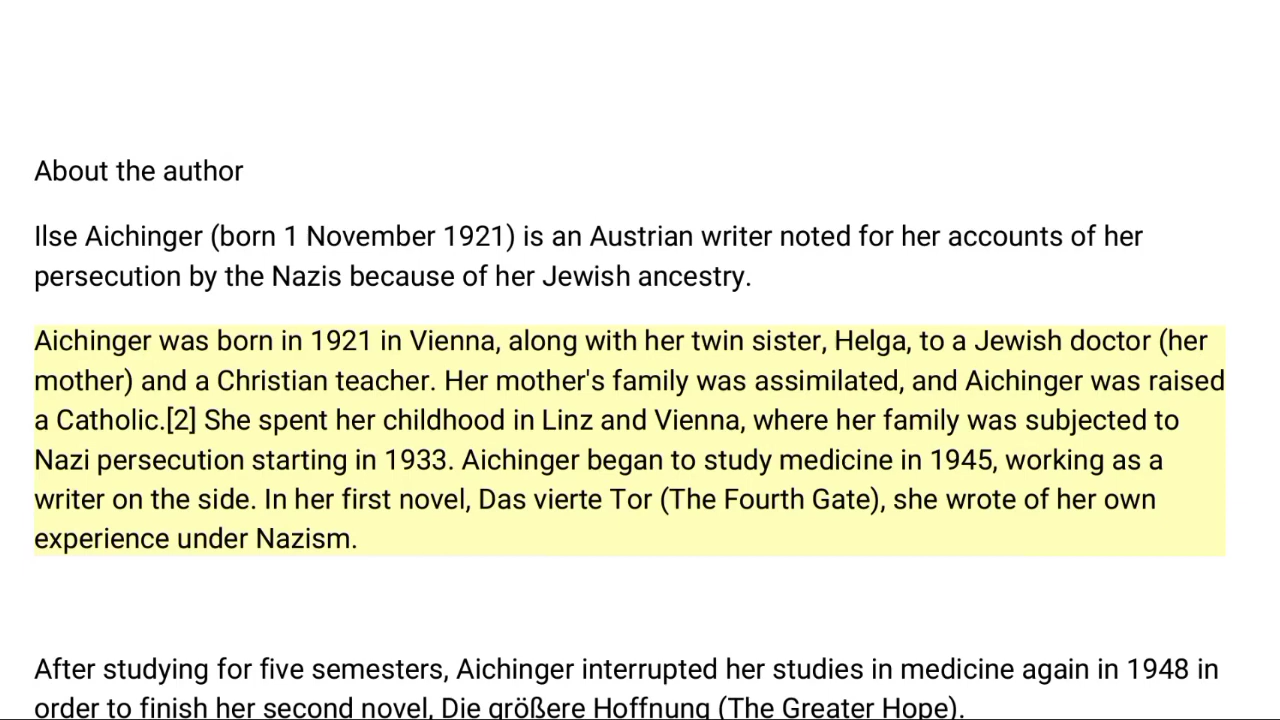 About the author
Ilse Aichinger (born 1 November 1921) is an Austrian writer noted for her accounts of her
persecution by the Nazis because of her Jewish ancestry.
Aichinger was born in 1921 in Vienna, along with her twin sister, Helga, to a Jewish doctor (her
mother) and a Christian teacher. Her mother's family was assimilated, and Aichinger was raised
a Catholic.[2] She spent her childhood in Linz and Vienna, where her family was subjected to
Nazi persecution starting in 1933. Aichinger began to study medicine in 1945, working as a
writer on the side. In her first novel, Das vierte Tor (The Fourth Gate), she wrote of her own
experience under Nazism.
After studying for five semesters, Aichinger interrupted her studies in medicine again in 1948 in
order to finish her second novel, Die größere Hoffnung (The Greater Hope).